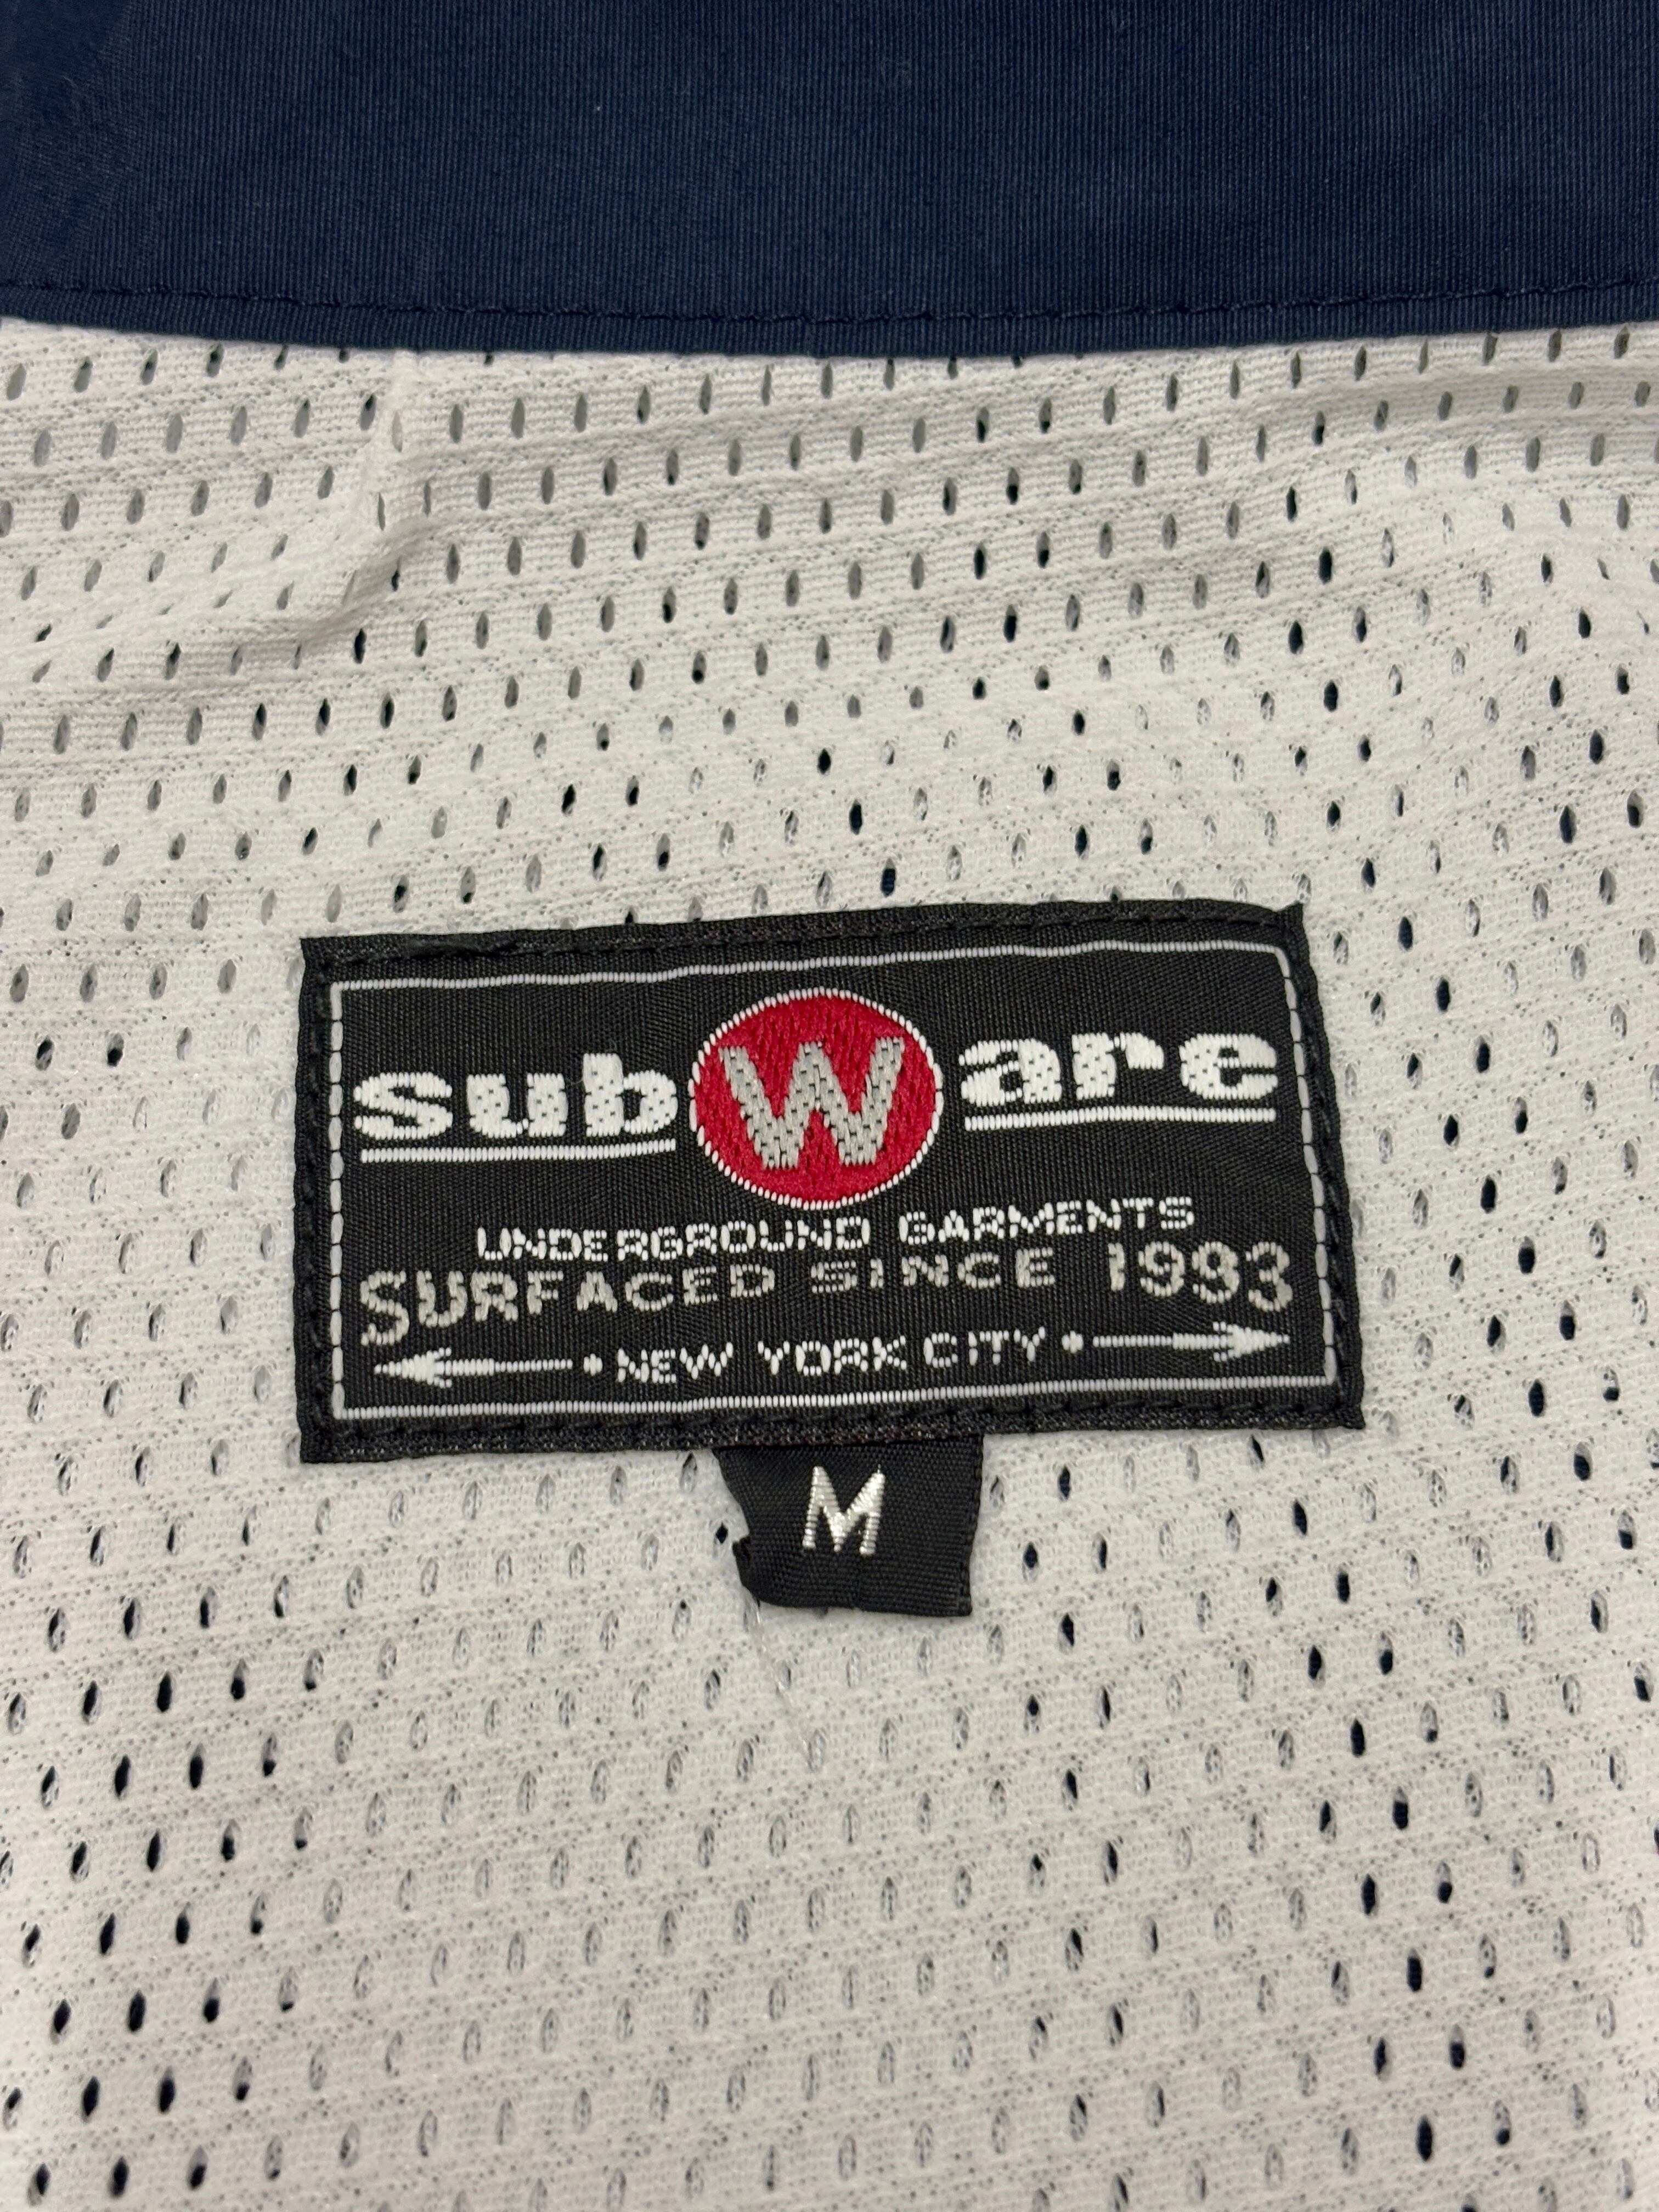 subWare
UNDERGROUND GARMENTS
SURFACED SINCE 1993
NEW YORK CITY
M